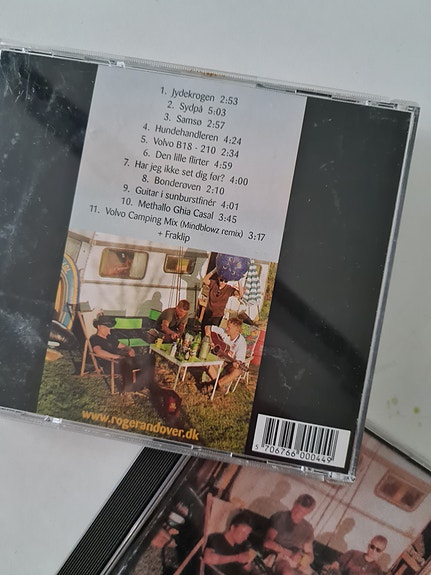 1. Jydekrogen 2:53
2. Sydpå 5:03
3. Samsø 2:57
4. Hundehandleren 4:24
5. Volvo B18 - 210 2:34
6. Den lille flirter 4:59
7. Har jeg ikke set dig før? 4:00
8. Bonderøven 2:10
9. Guitar i sunburstfinér 4:01
10. Methallo Ghia Casal 3:45
11. Volvo Camping Mix (Mindblowz remix) 3:17
+ Fraklip
www.rogerandover.dk
5 706766 000449